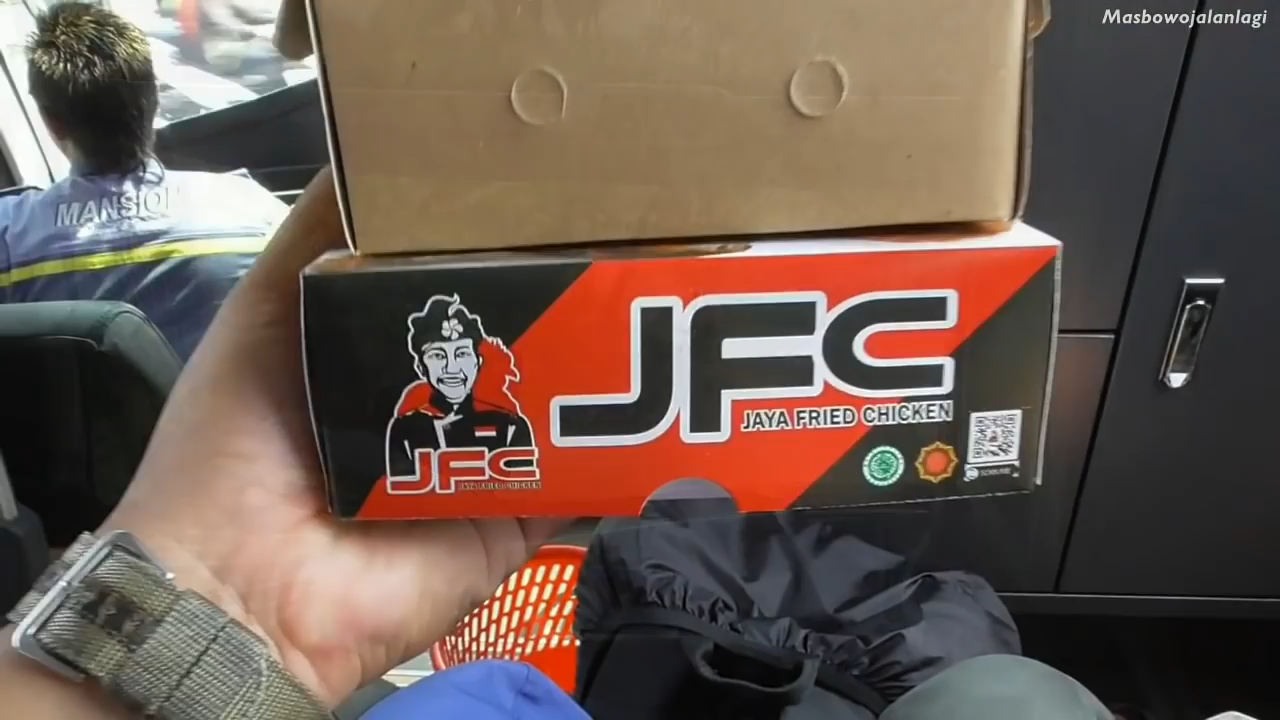 Masbowojalanlagi
MANSION
JFC
JAYA FRIED CHICKEN
JFC
JAYA FRIED CHICKEN